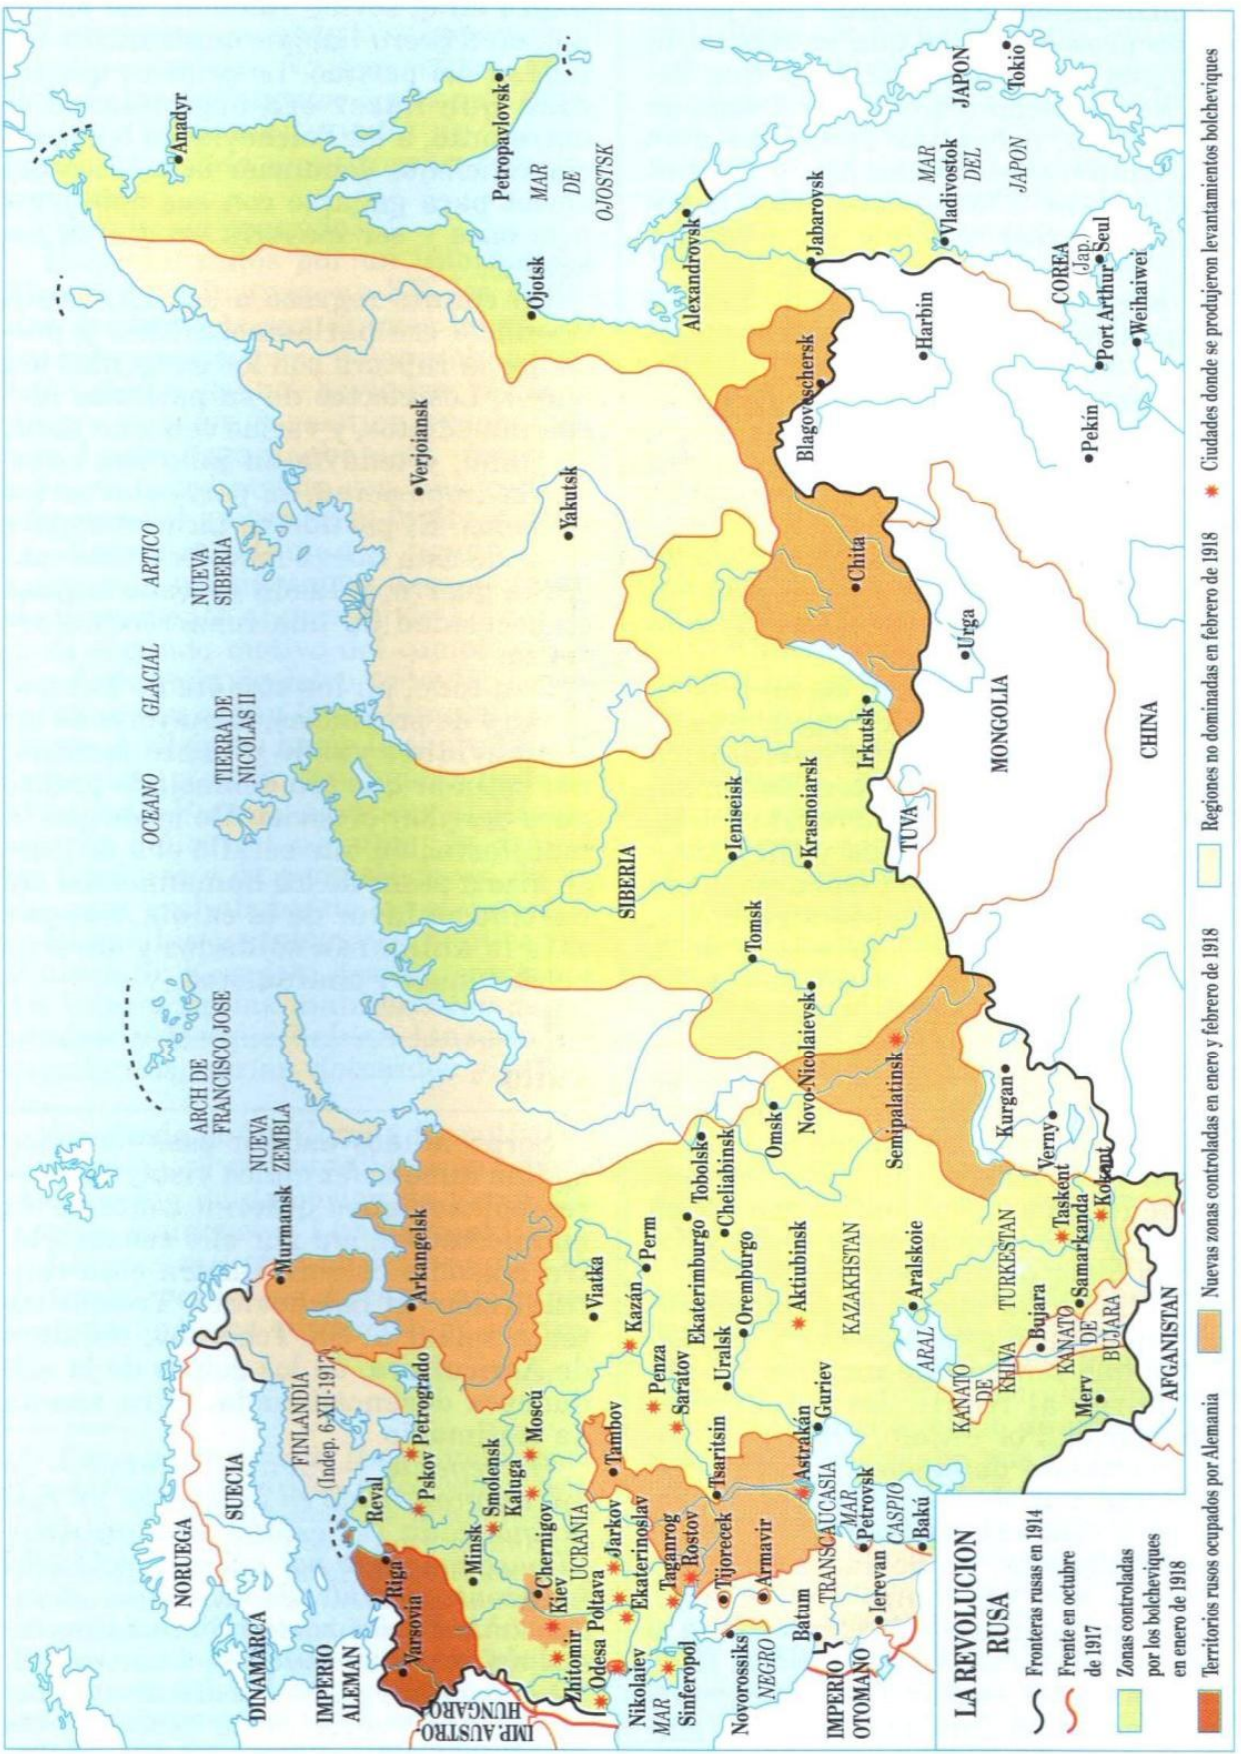 OCEANO GLACIAL ARTICO
ARCH DE
FRANCISCO JOSE
NUEVA
ZEMBLA
TIERRA DE
NICOLAS II
NUEVA
SIBERIA
Anadyr
NORUEGA
SUECIA
FINLANDIA
(Indep. 6-XII-1917)
Murmansk
Arkangelsk
Verjoiansk
Petropavlovsk
MAR
DE
OJOSTSK
Ojotsk
Yakutsk
DINAMARCA
IMPERIO
ALEMAN
IMP. AUSTRO-
HUNGARO
Reval
Riga
Varsovia
Petrogrado
Pskov
Minsk
Smolensk
Kaluga
Moscú
Chernigov
Kiev
UCRANIA
Zhitomir
Odesa
Poltava
Jarkov
Ekaterinoslav
Nikolaiev
MAR
NEGRO
Sinferopol
Taganrog
Rostov
Tambov
Tsaritsin
Penza
Saratov
Kazán
Viatka
Perm
SIBERIA
Ekaterimburgo
Tobolsk
Cheliabinsk
Uralsk
Oremburgo
Omsk
Tomsk
Novo-Nicolaievsk
Ieniseisk
Krasnoiarsk
Irkutsk
Chita
Alexandrovsk
Blagoveschersk
Jabarovsk
Novorossiks
Tijorecek
Armavir
Astrakán
Guriev
Aktiubinsk
KAZAKHSTAN
Semipalatinsk
TUVA
Batum
TRANSCAUCASIA
MAR
CASPIO
Petrovsk
Ierevan
Bakú
IMPERIO
OTOMANO
ARAL
Aralskoie
KANATO
DE
KHIVA
TURKESTAN
Kurgan
Verny
Taskent
Kokant
Samarkanda
Bujara
KANATO
DE
BUJARA
Merv
AFGANISTAN
MONGOLIA
Urga
CHINA
Harbin
Pekín
Port Arthur
Weihaiwei
COREA
(Jap.)
Seul
Vladivostok
MAR
DEL
JAPON
JAPON
Tokio
LA REVOLUCION
RUSA
Fronteras rusas en 1914
Frente en octubre
de 1917
Zonas controladas
por los bolcheviques
en enero de 1918
Territorios rusos ocupados por Alemania
Nuevas zonas controladas en enero y febrero de 1918
Regiones no dominadas en febrero de 1918
Ciudades donde se produjeron levantamientos bolcheviques